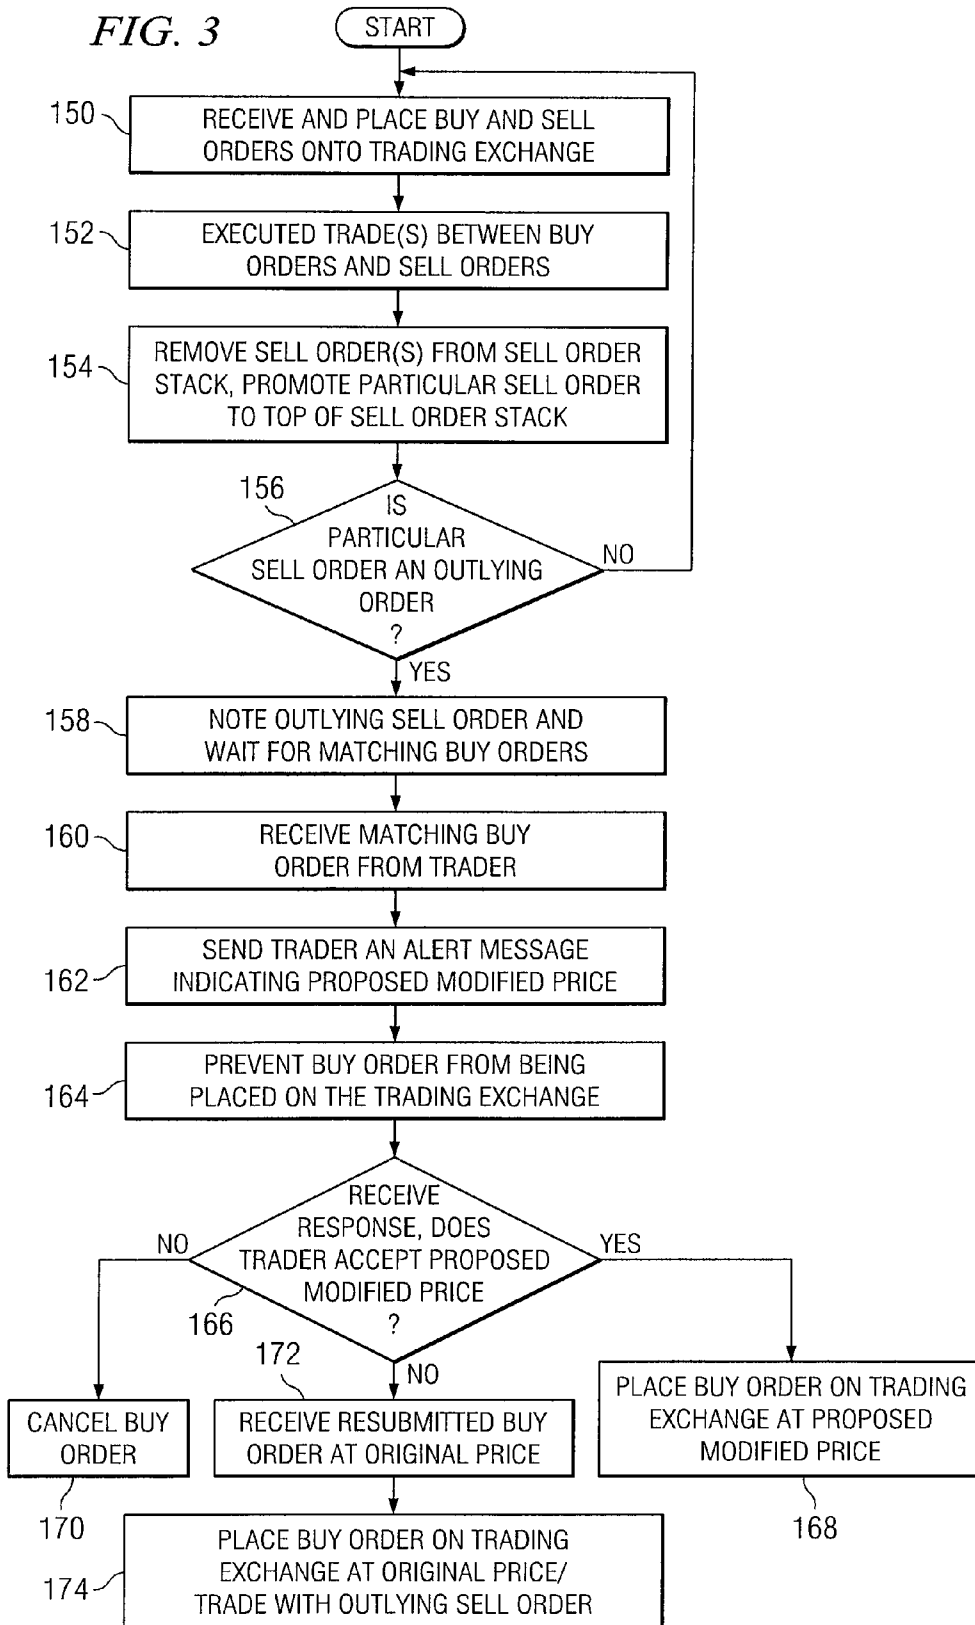 FIG. 3
START
150
RECEIVE AND PLACE BUY AND SELL
ORDERS ONTO TRADING EXCHANGE
152
EXECUTED TRADE(S) BETWEEN BUY
ORDERS AND SELL ORDERS
154
REMOVE SELL ORDER(S) FROM SELL ORDER
STACK, PROMOTE PARTICULAR SELL ORDER
TO TOP OF SELL ORDER STACK
156
IS
PARTICULAR
SELL ORDER AN OUTLYING
ORDER
?
NO
YES
158
NOTE OUTLYING SELL ORDER AND
WAIT FOR MATCHING BUY ORDERS
160
RECEIVE MATCHING BUY
ORDER FROM TRADER
162
SEND TRADER AN ALERT MESSAGE
INDICATING PROPOSED MODIFIED PRICE
164
PREVENT BUY ORDER FROM BEING
PLACED ON THE TRADING EXCHANGE
RECEIVE
RESPONSE, DOES
TRADER ACCEPT PROPOSED
MODIFIED PRICE
?
NO
YES
166
NO
172
CANCEL BUY
ORDER
170
RECEIVE RESUBMITTED BUY
ORDER AT ORIGINAL PRICE
PLACE BUY ORDER ON TRADING
EXCHANGE AT PROPOSED
MODIFIED PRICE
168
174
PLACE BUY ORDER ON TRADING
EXCHANGE AT ORIGINAL PRICE/
TRADE WITH OUTLYING SELL ORDER